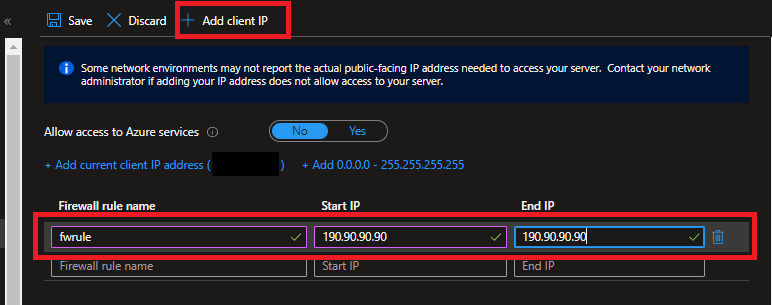 « Save Discard + Add client IP
Some network environments may not report the actual public-facing IP address needed to access your server. Contact your network
administrator if adding your IP address does not allow access to your server.
Allow access to Azure services No Yes
+ Add current client IP address ( ) + Add 0.0.0.0 - 255.255.255.255
Firewall rule name Start IP End IP
fwrule 190.90.90.90 190.90.90.90
Firewall rule name Start IP End IP